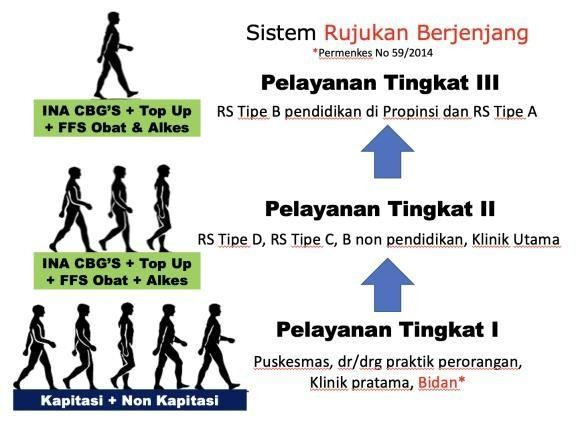 Sistem Rujukan Berjenjang
*Permenkes No 59/2014
Pelayanan Tingkat III
RS Tipe B pendidikan di Propinsi dan RS Tipe A
INA CBG'S + Top Up
+ FFS Obat & Alkes
Pelayanan Tingkat II
RS Tipe D, RS Tipe C, B non pendidikan, Klinik Utama
INA CBG'S + Top Up
+ FFS Obat + Alkes
Pelayanan Tingkat I
Puskesmas, dr/drg praktik perorangan,
Klinik pratama, Bidan*
Kapitasi + Non Kapitasi